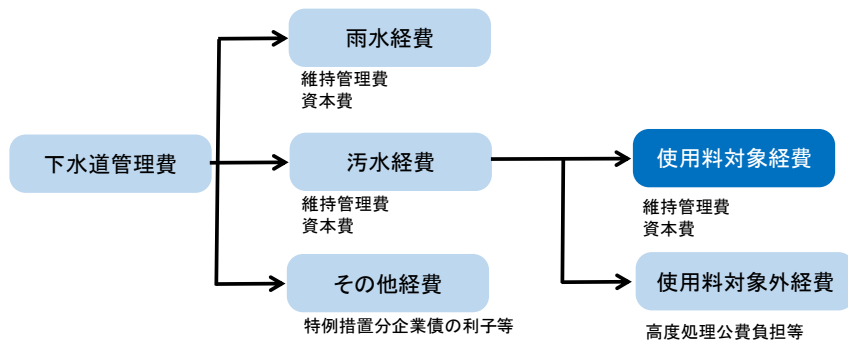 雨水経費
維持管理費
資本費
下水道管理費
汚水経費
維持管理費
資本費
使用料対象経費
維持管理費
資本費
その他経費
特例措置分企業債の利子等
使用料対象外経費
高度処理公費負担等